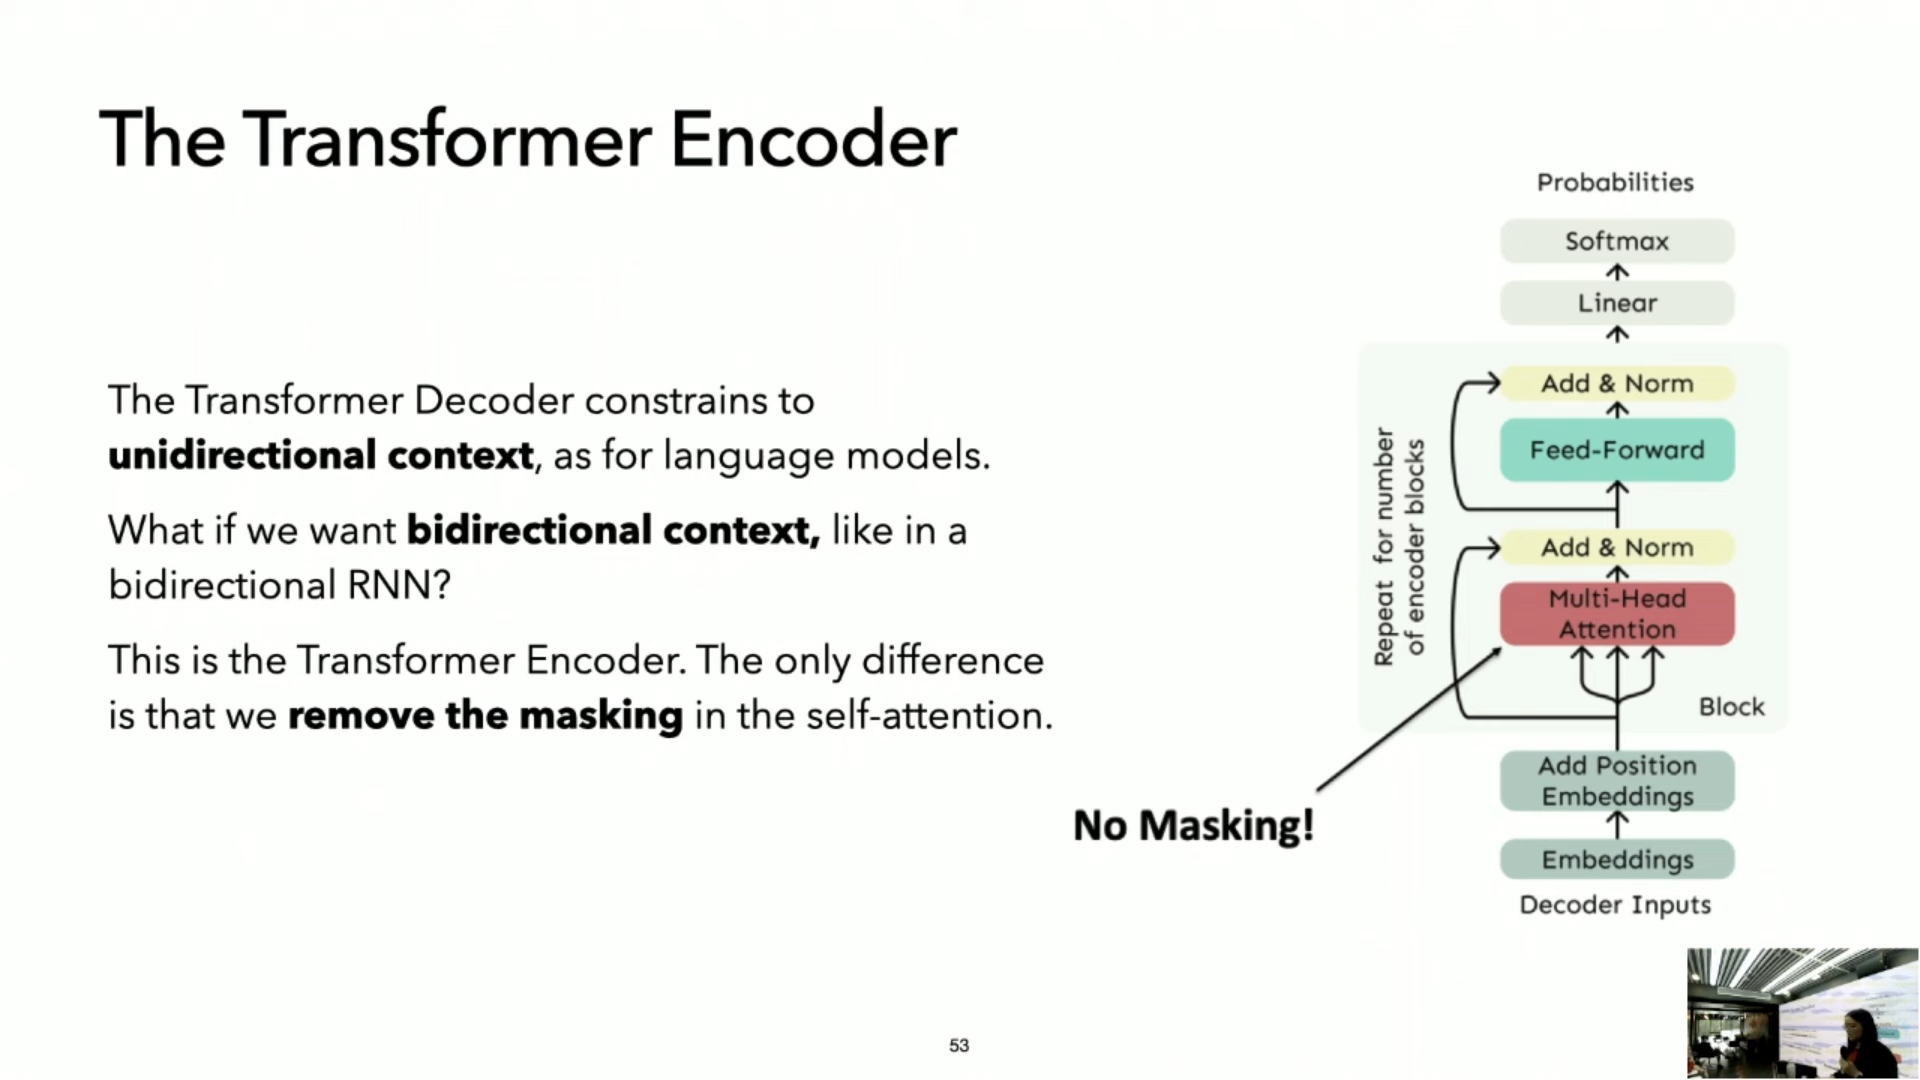 The Transformer Encoder
The Transformer Decoder constrains to
unidirectional context, as for language models.
What if we want bidirectional context, like in a
bidirectional RNN?
This is the Transformer Encoder. The only difference
is that we remove the masking in the self-attention.
No Masking!
Probabilities
Softmax
Linear
Add & Norm
Feed-Forward
Add & Norm
Multi-Head
Attention
Repeat for number
of encoder blocks
Block
Add Position
Embeddings
Embeddings
Decoder Inputs
53